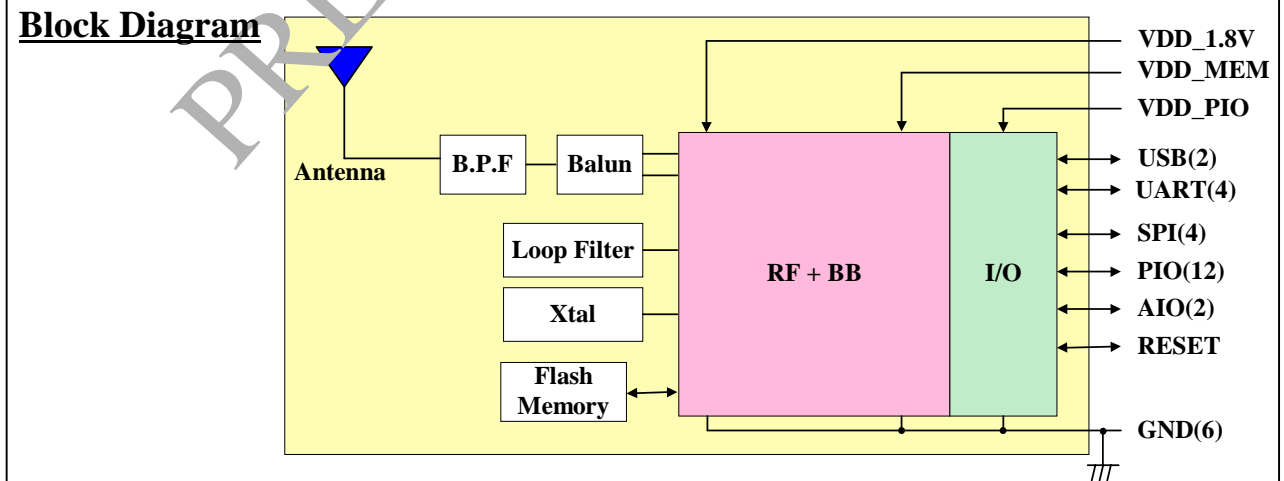 Block Diagram
VDD_1.8V
VDD_MEM
VDD_PIO
Antenna
B.P.F
Balun
USB(2)
UART(4)
Loop Filter
SPI(4)
RF + BB
I/O
PIO(12)
Xtal
AIO(2)
RESET
Flash
Memory
GND(6)